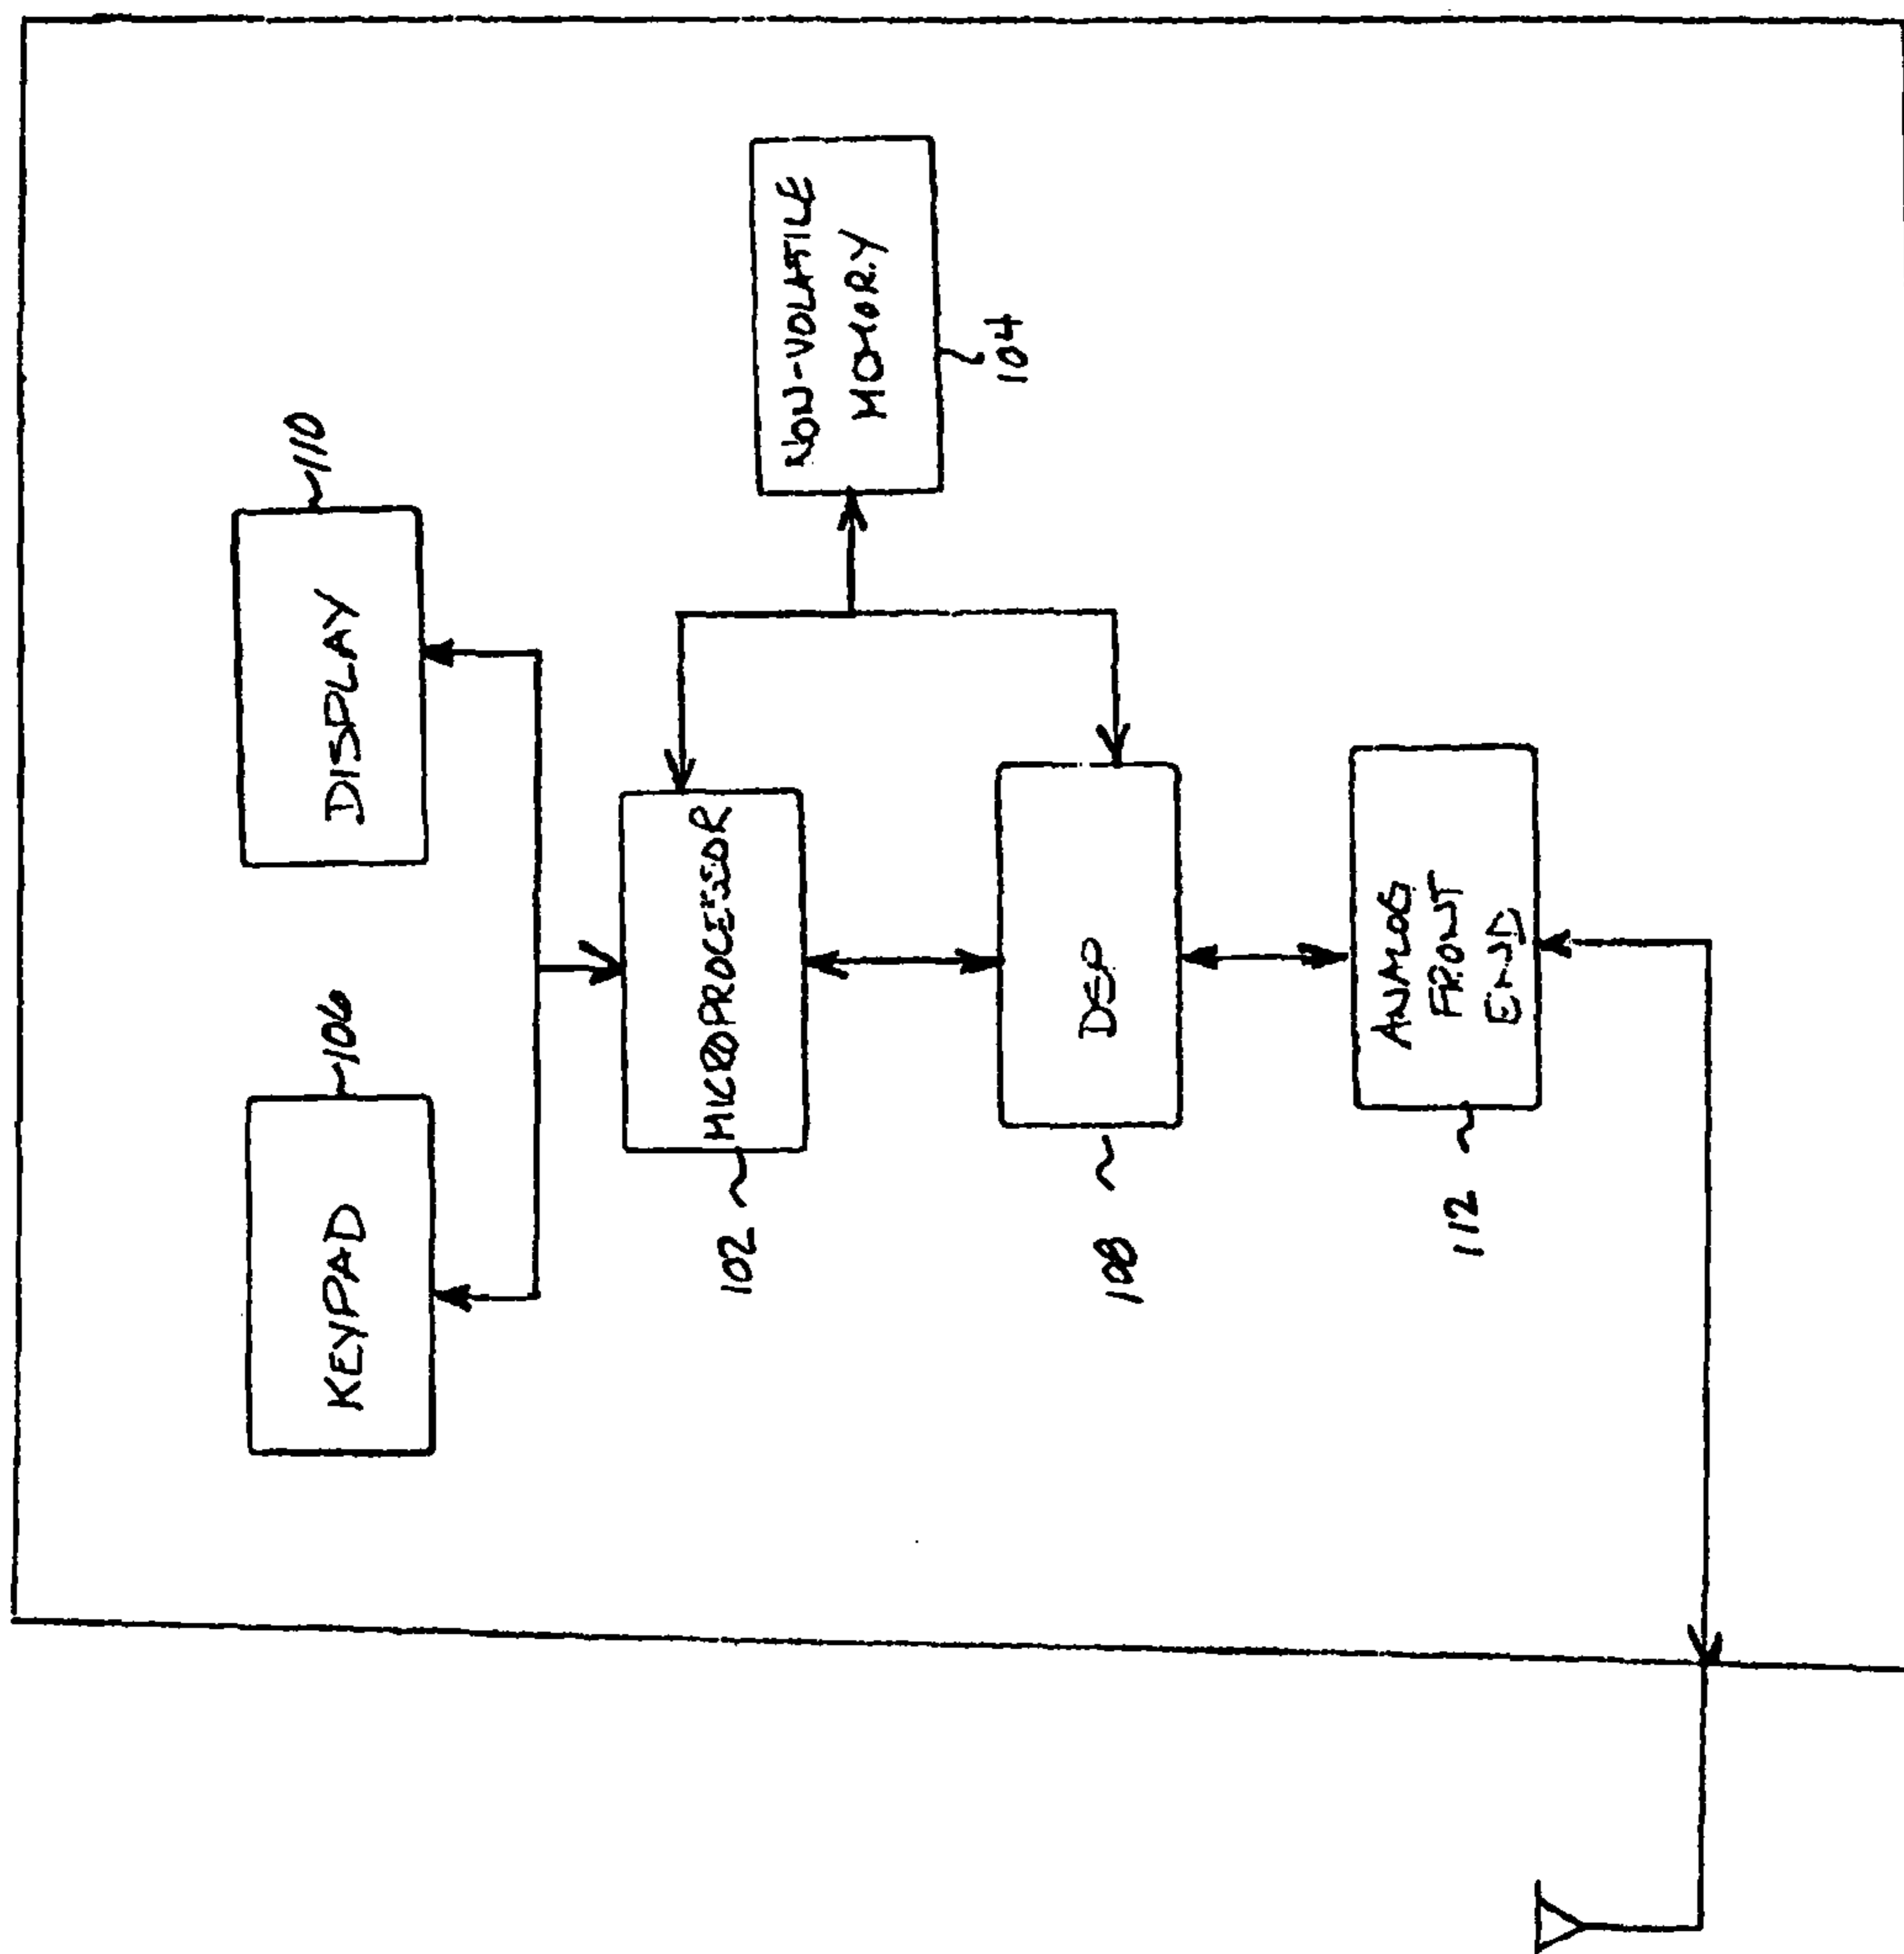 KEYPAD
106
DISPLAY
110
MICROPROCESSOR
102
NON-VOLATILE
MEMORY
104
DSP
108
ANALOG
FRONT
END
112